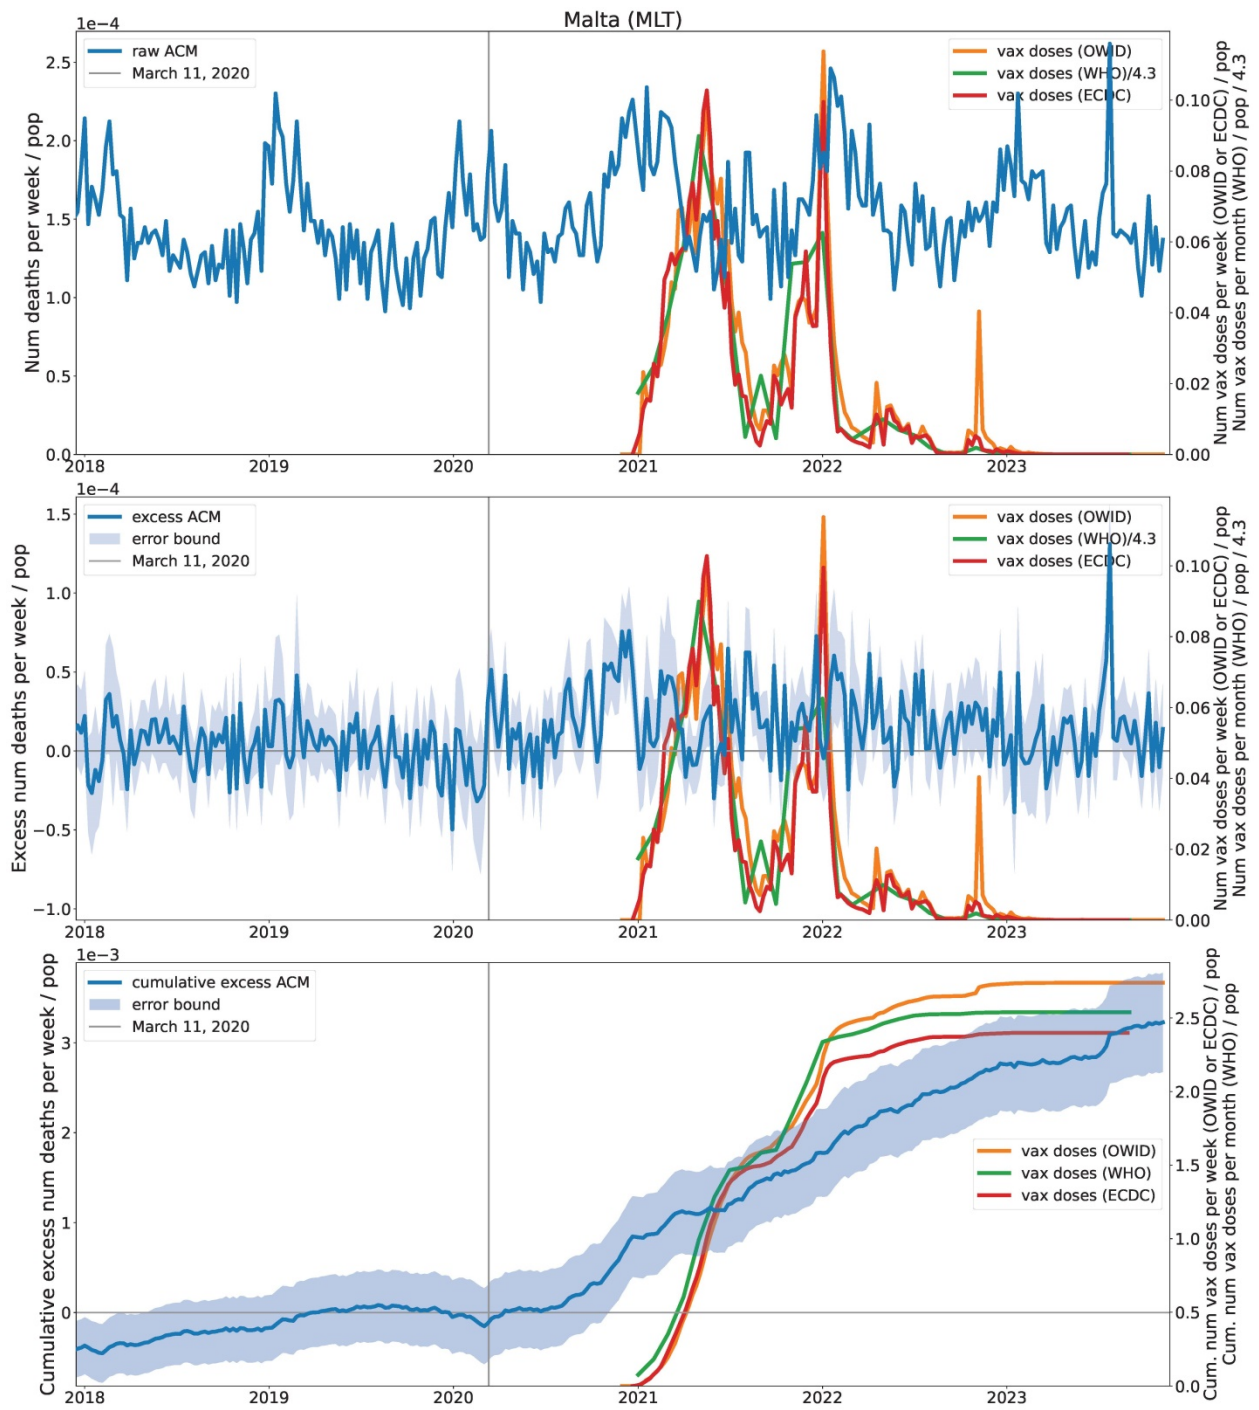 Malta (MLT)
1e−4
raw ACM
March 11, 2020
vax doses (OWID)
vax doses (WHO)/4.3
vax doses (ECDC)
Num deaths per week / pop
2.5
2.0
1.5
1.0
0.5
0.0
0.10
0.08
0.06
0.04
0.02
0.00
Num vax doses per week (OWID or ECDC) / pop
Num vax doses per month (WHO) / pop / 4.3
2018 2019 2020 2021 2022 2023
1e−4
excess ACM
error bound
March 11, 2020
vax doses (OWID)
vax doses (WHO)/4.3
vax doses (ECDC)
Excess num deaths per week / pop
1.5
1.0
0.5
0.0
−0.5
−1.0
0.10
0.08
0.06
0.04
0.02
0.00
Num vax doses per week (OWID or ECDC) / pop
Num vax doses per month (WHO) / pop / 4.3
2018 2019 2020 2021 2022 2023
1e−3
cumulative excess ACM
error bound
March 11, 2020
vax doses (OWID)
vax doses (WHO)
vax doses (ECDC)
Cumulative excess num deaths per week / pop
3
2
1
0
2.5
2.0
1.5
1.0
0.5
0.0
Cum. num vax doses per week (OWID or ECDC) / pop
Cum. num vax doses per month (WHO) / pop
2018 2019 2020 2021 2022 2023